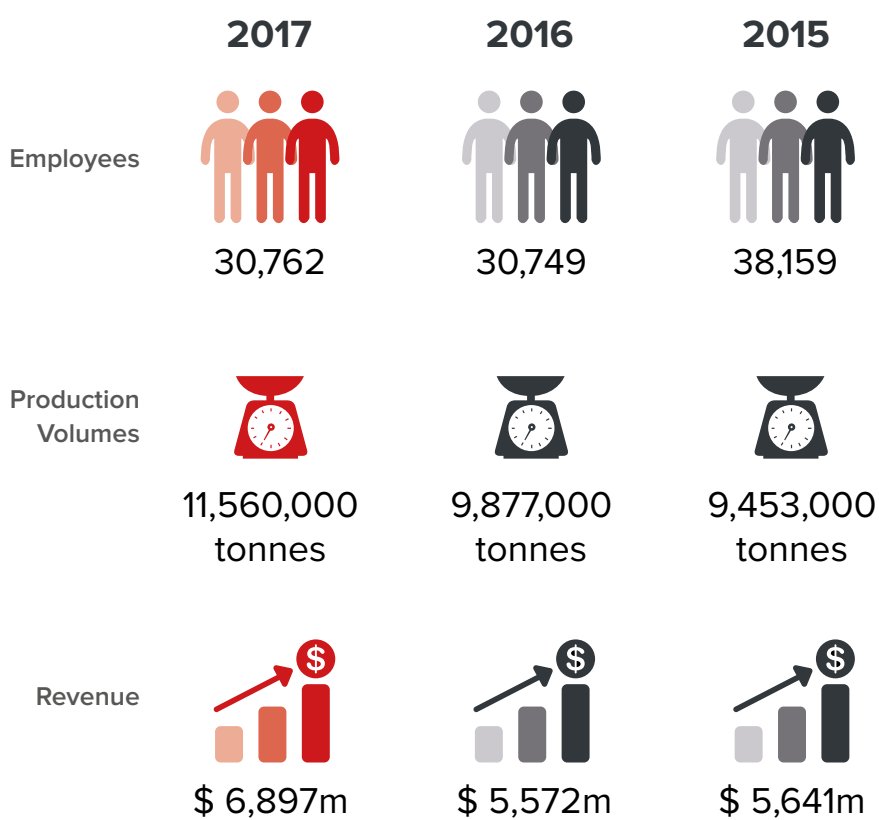 2017 2016 2015
Employees
30,762 30,749 38,159
Production
Volumes
11,560,000 9,877,000 9,453,000
tonnes tonnes tonnes
$ $ $
Revenue
$ 6,897m $ 5,572m $ 5,641m